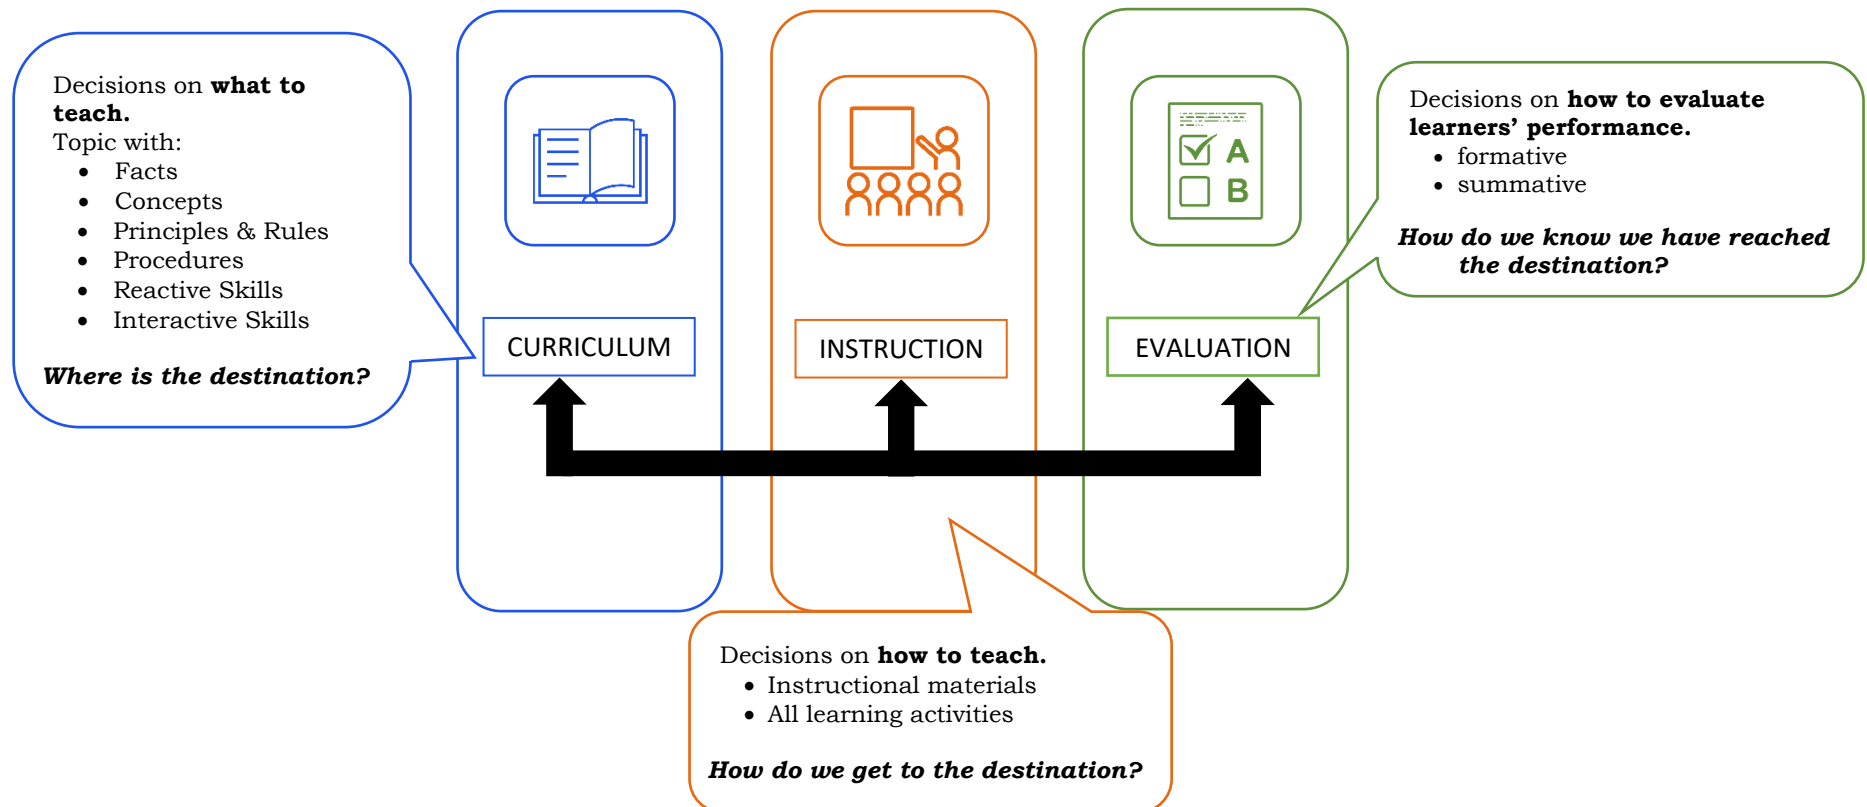 Decisions on what to
teach.
Topic with:
• Facts
• Concepts
• Principles & Rules
• Procedures
• Reactive Skills
• Interactive Skills
Where is the destination?
CURRICULUM
INSTRUCTION
A
B
EVALUATION
Decisions on how to evaluate
learners’ performance.
• formative
• summative
How do we know we have reached
the destination?
Decisions on how to teach.
• Instructional materials
• All learning activities
How do we get to the destination?